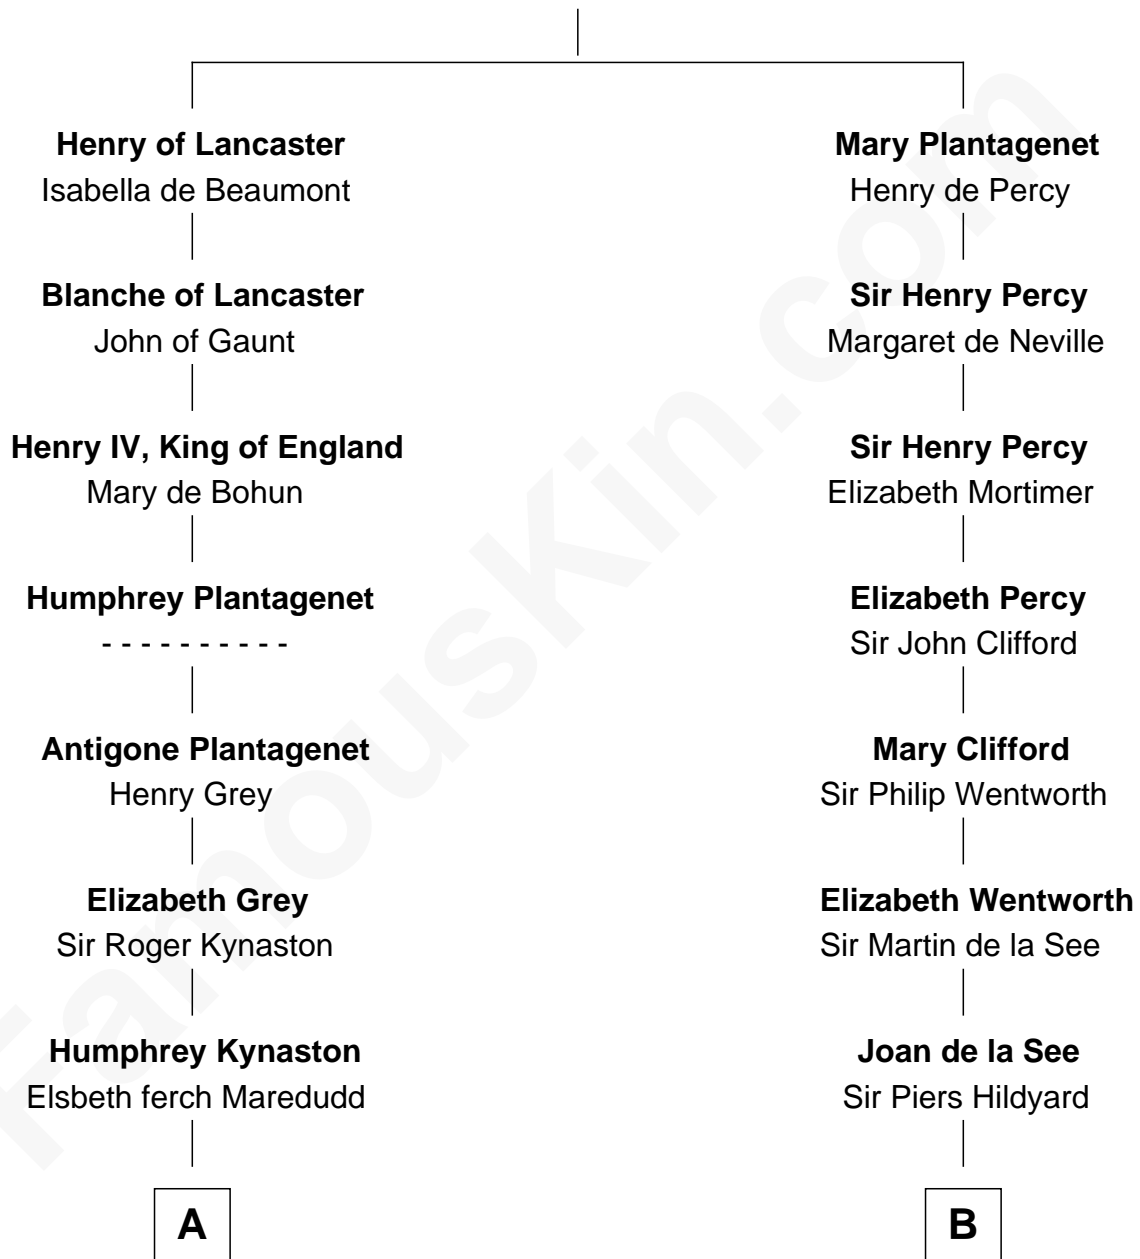 Henry of Lancaster
Isabella de Beaumont
Blanche of Lancaster
John of Gaunt
Henry IV, King of England
Mary de Bohun
Humphrey Plantagenet
- - - - - - - - - -
Antigone Plantagenet
Henry Grey
Elizabeth Grey
Sir Roger Kynaston
Humphrey Kynaston
Elsbeth ferch Maredudd
A
Mary Plantagenet
Henry de Percy
Sir Henry Percy
Margaret de Neville
Sir Henry Percy
Elizabeth Mortimer
Elizabeth Percy
Sir John Clifford
Mary Clifford
Sir Philip Wentworth
Elizabeth Wentworth
Sir Martin de la See
Joan de la See
Sir Piers Hildyard
B
FamousKin.com